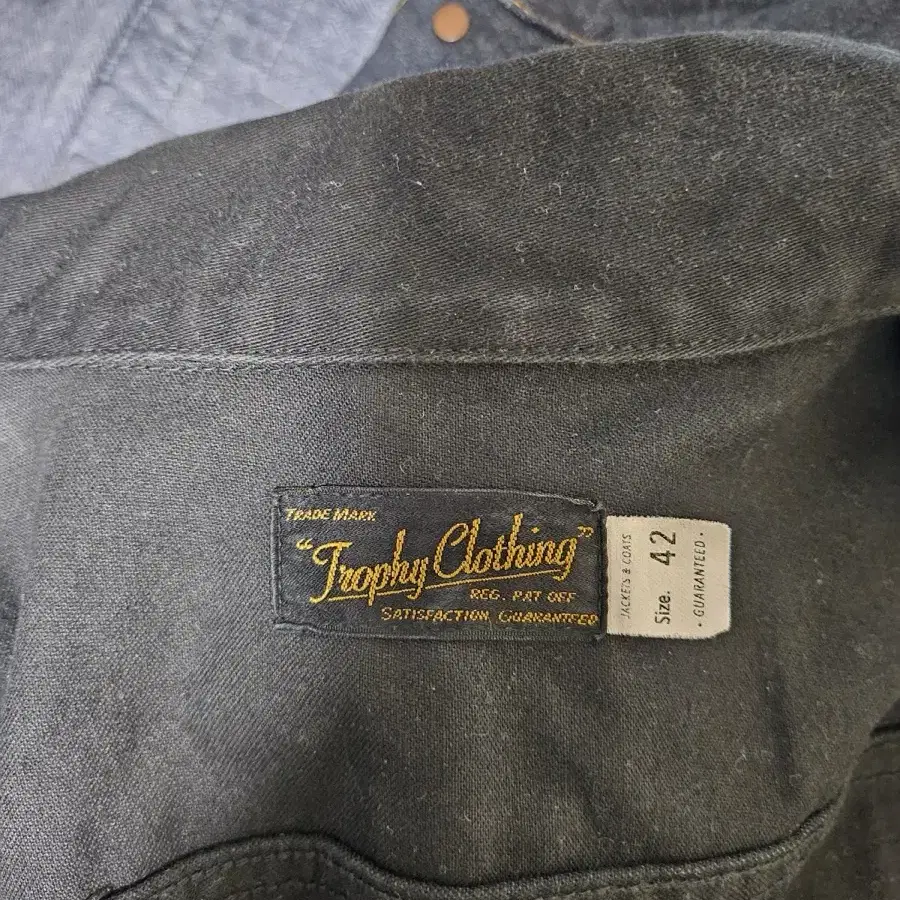 TRADE MARK
"Trophy Clothing"
REG. PAT OFF
SATISFACTION GUARANTEED
JACKETS & COATS
Size. 42
• GUARANTEED •